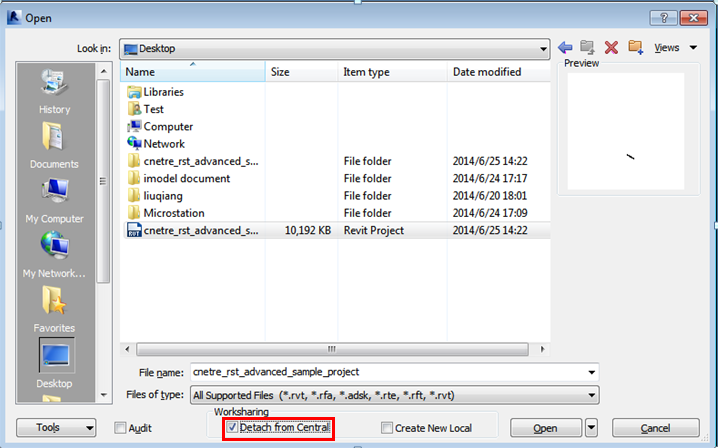 Open
Look in: Desktop Views
Name Size Item type Date modified
Preview
Libraries
Test
Computer
Network
cnetre_rst_advanced_s... File folder 2014/6/25 14:22
imodel document File folder 2014/6/24 17:17
liuqiang File folder 2014/6/20 18:01
Microstation File folder 2014/6/24 17:09
cnetre_rst_advanced_s... 10,192 KB Revit Project 2014/6/25 14:22
History
Documents
My Computer
My Network...
Favorites
Desktop
File name: cnetre_rst_advanced_sample_project
Files of type: All Supported Files (*.rvt, *.rfa, *.adsk, *.rte, *.rft, *.rvt)
Worksharing
Tools Audit Detach from Central Create New Local Open Cancel